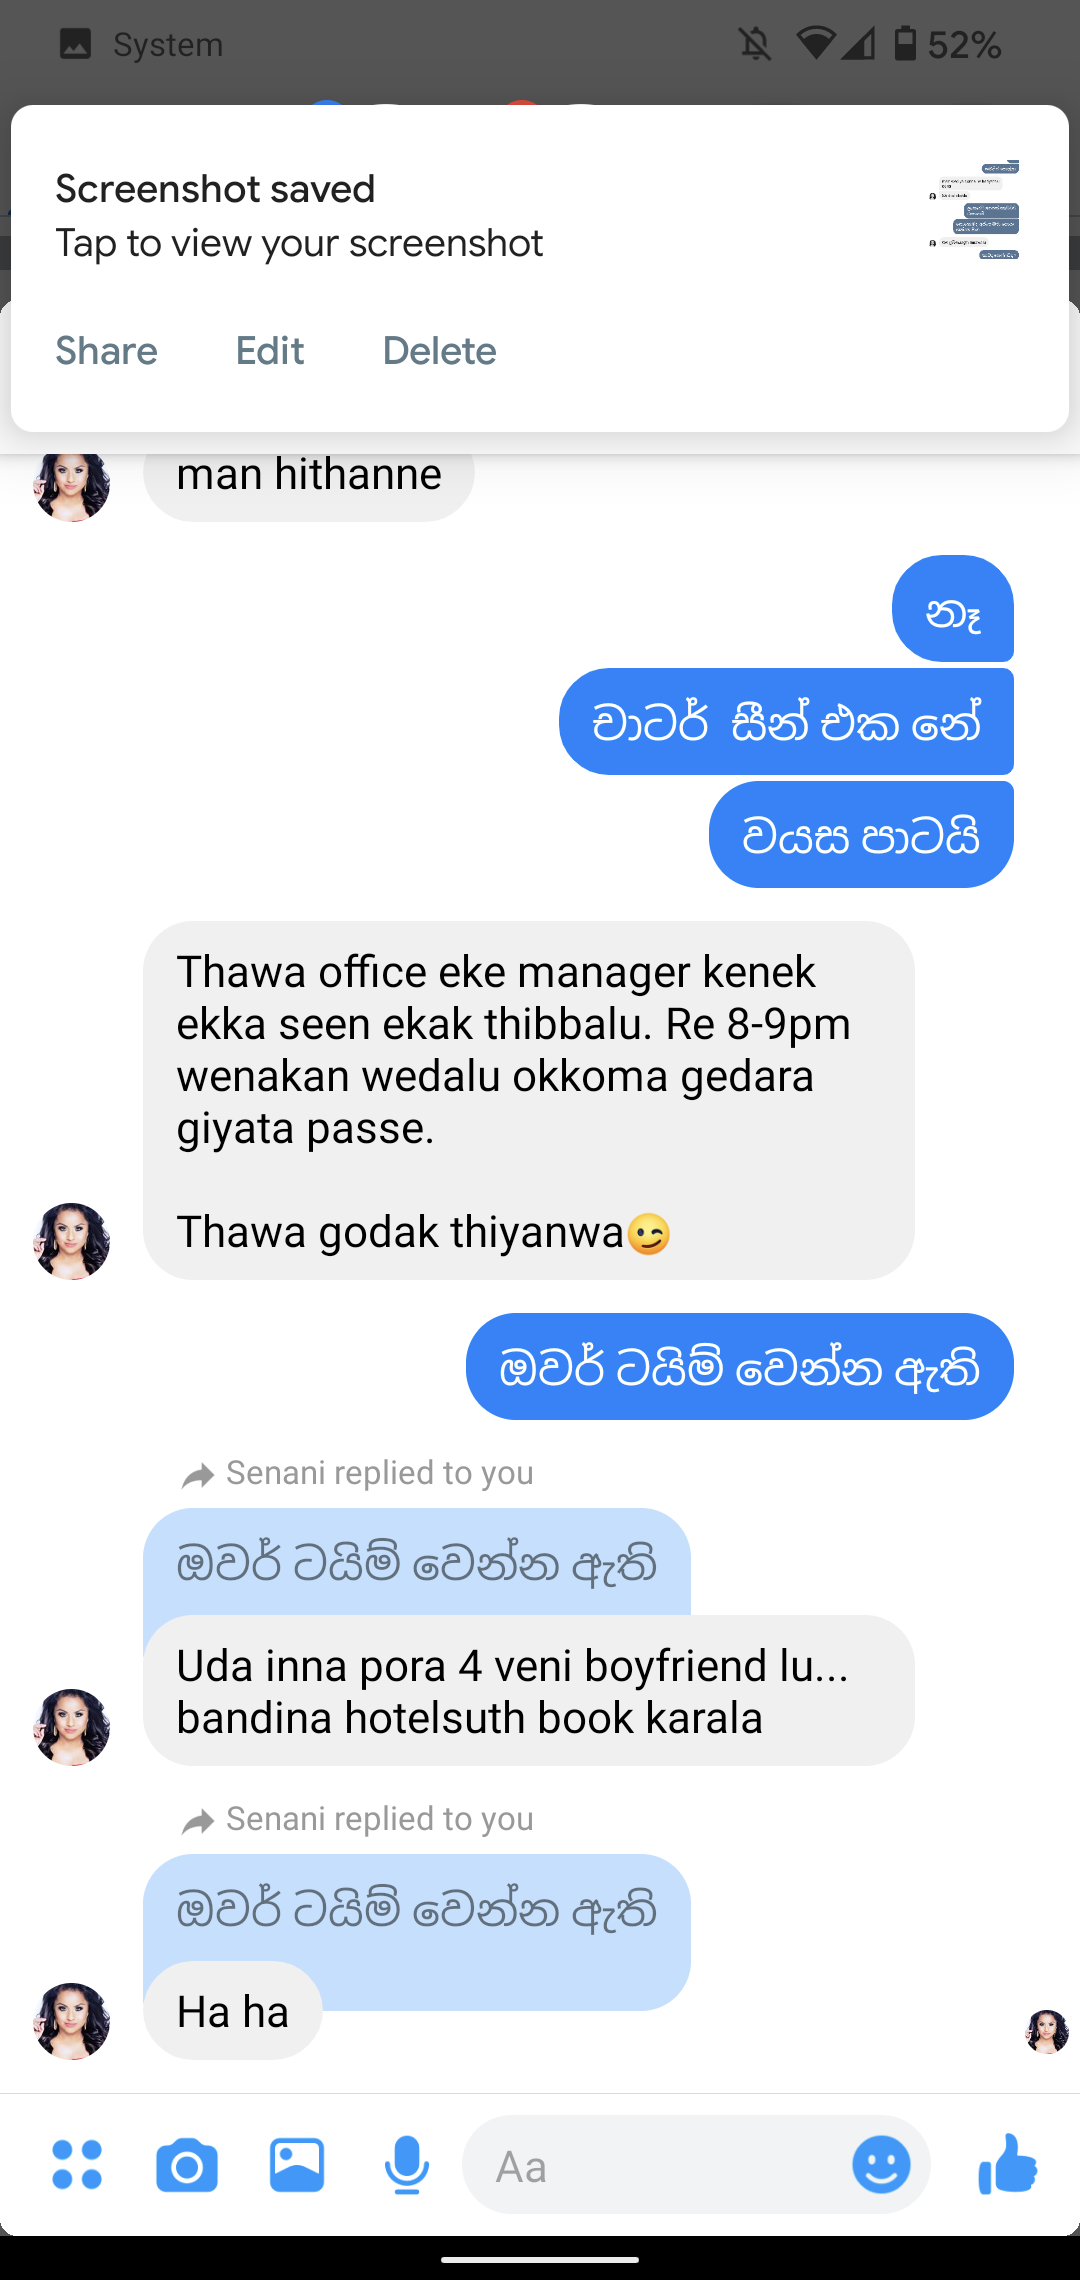 System
52%
Screenshot saved
Tap to view your screenshot
Share Edit Delete
man hithanne
නෑ
චාටර් සීන් එක නේ
වයස පාටයි
Thawa office eke manager kenek
ekka seen ekak thibbalu. Re 8-9pm
wenakan wedalu okkoma gedara
giyata passe.
Thawa godak thiyanwa😉
ඔවර් ටයිම් වෙන්න ඇති
Senani replied to you
ඔවර් ටයිම් වෙන්න ඇති
Uda inna pora 4 veni boyfriend lu...
bandina hotelsuth book karala
Senani replied to you
ඔවර් ටයිම් වෙන්න ඇති
Ha ha
Aa